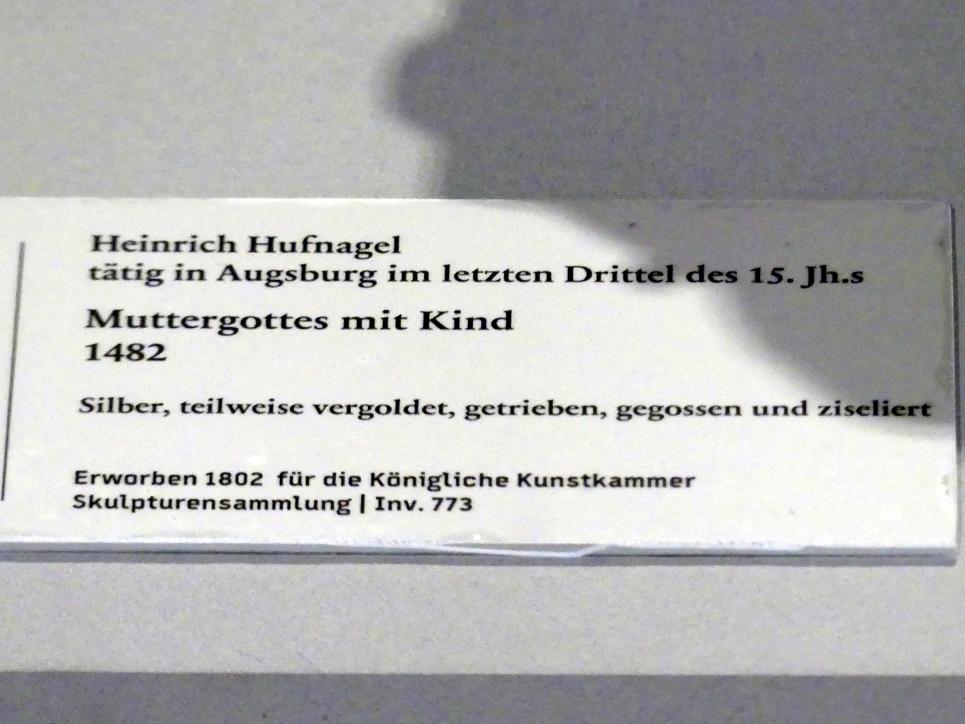 Heinrich Hufnagel
tätig in Augsburg im letzten Drittel des 15. Jh.s
Muttergottes mit Kind
1482
Silber, teilweise vergoldet, getrieben, gegossen und ziseliert
Erworben 1802 für die Königliche Kunstkammer
Skulpturensammlung | Inv. 773